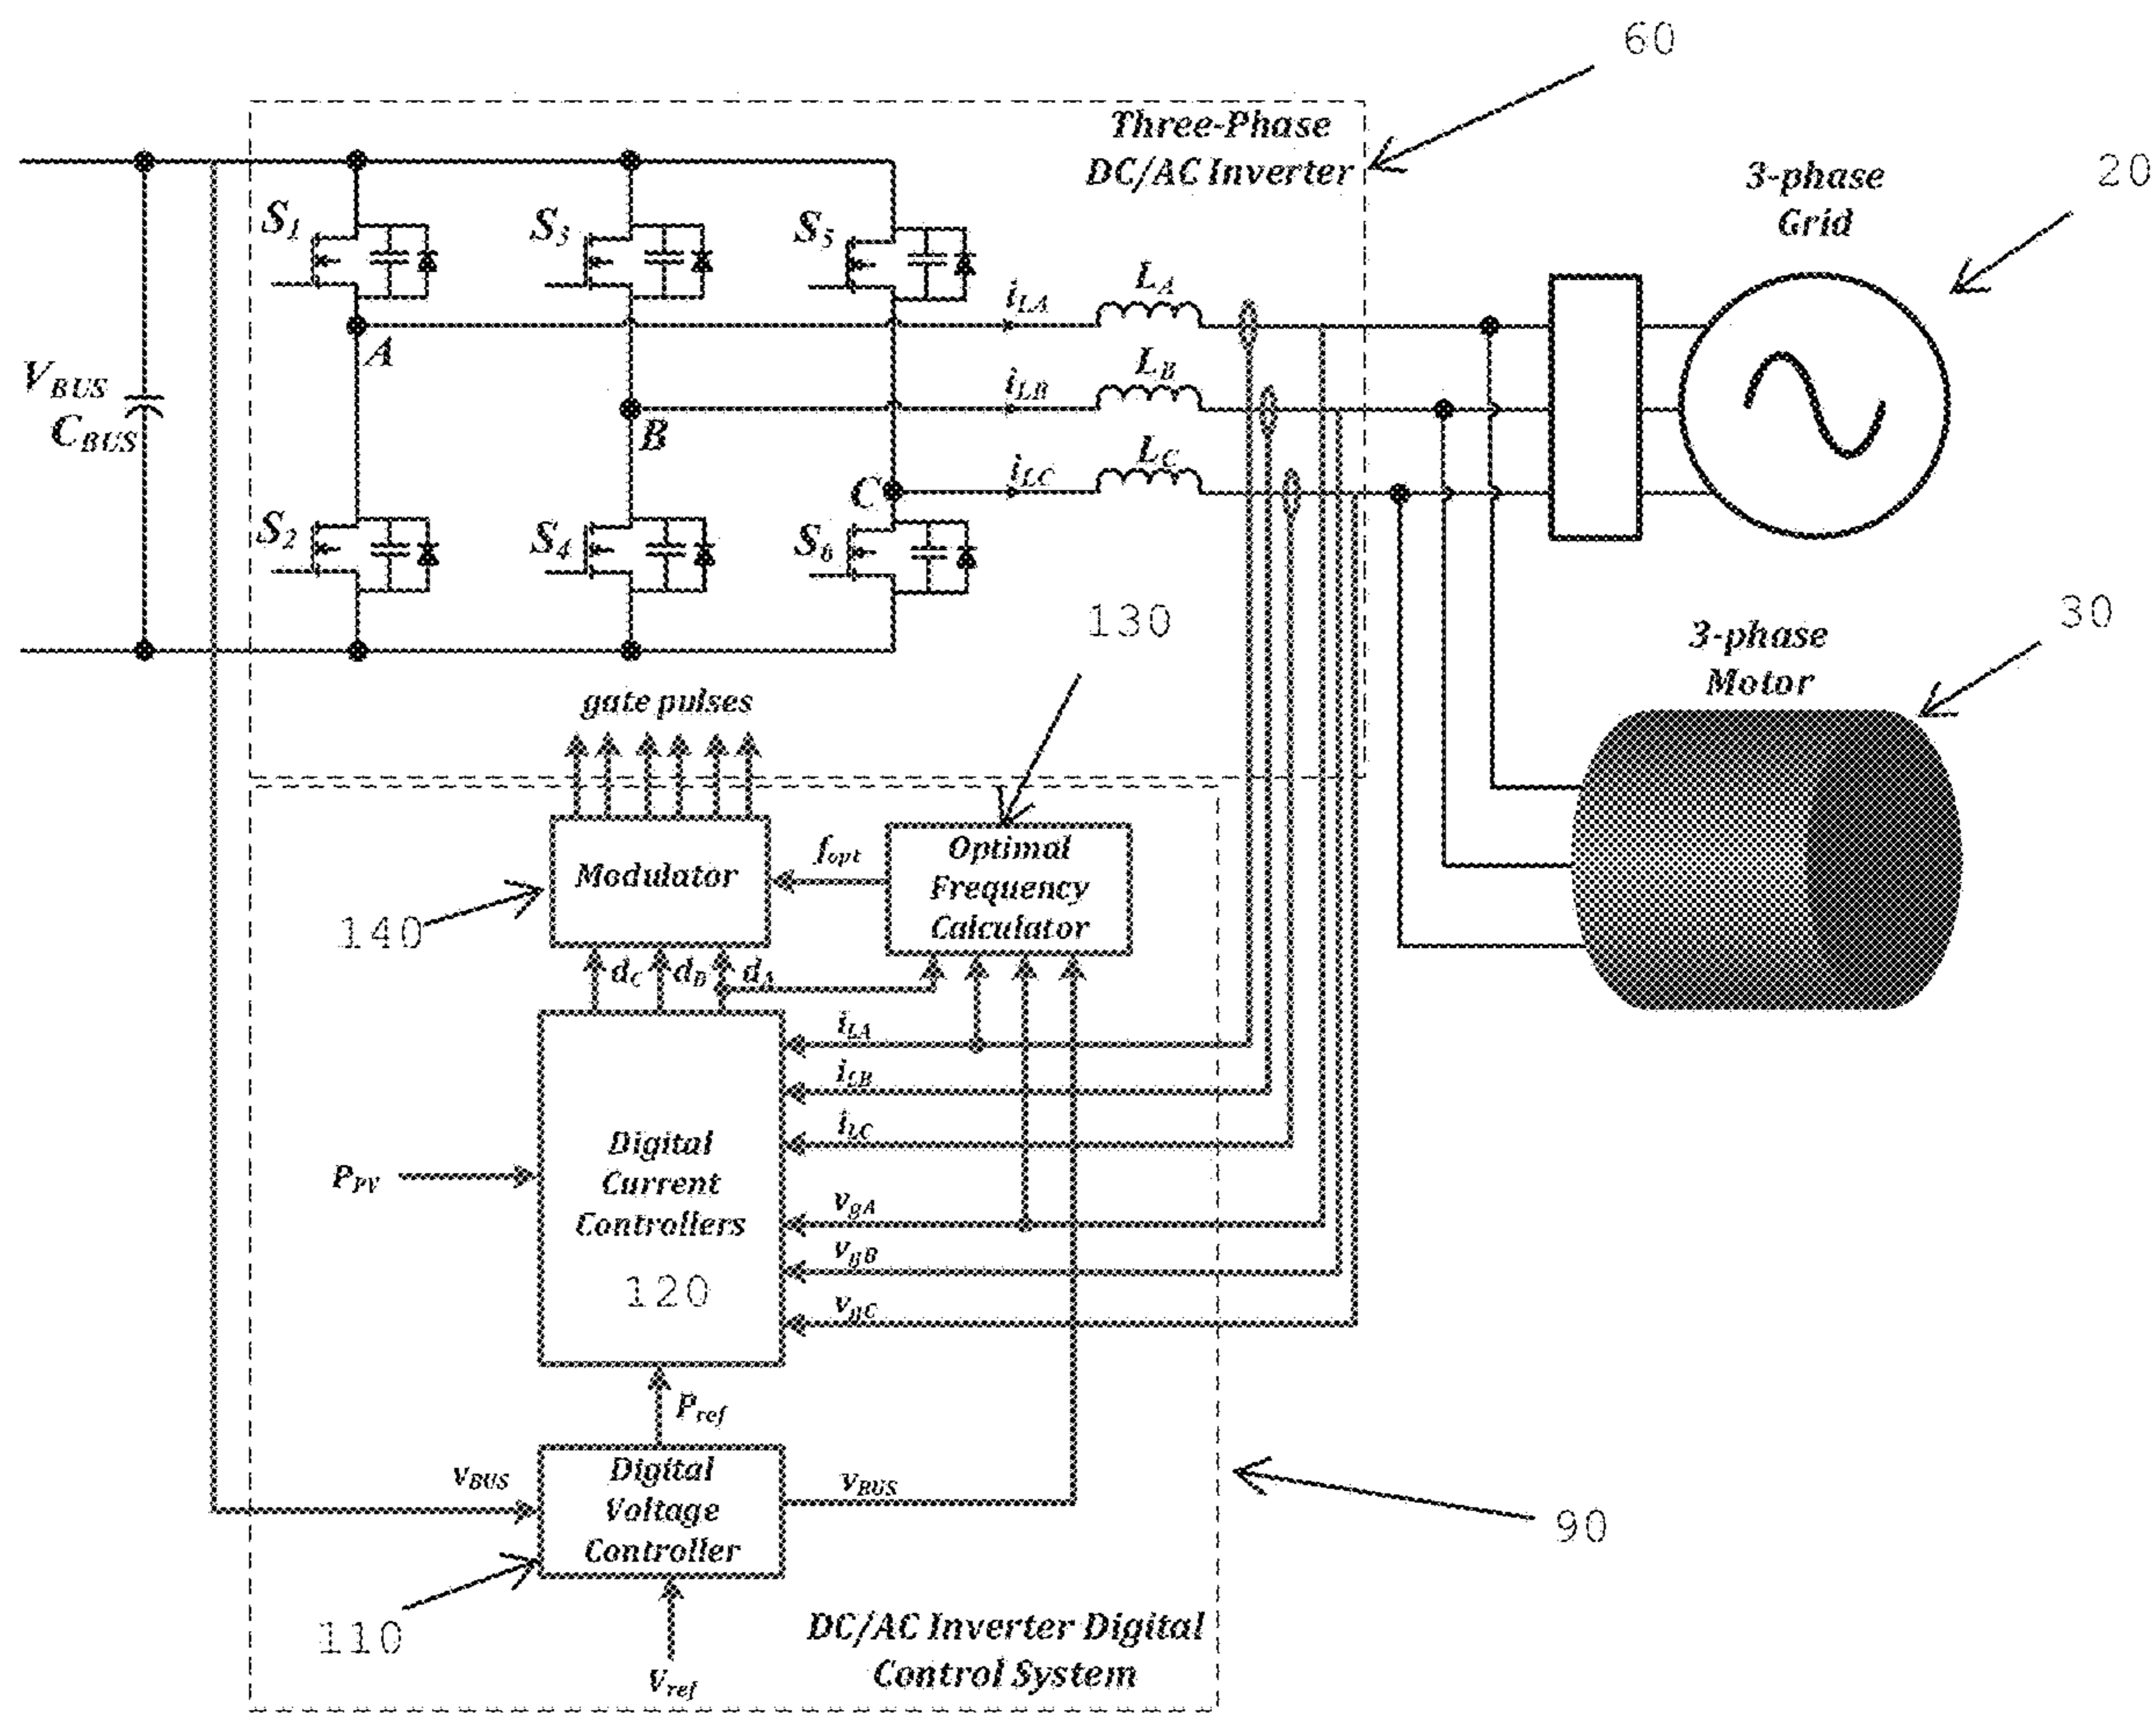 60
Three-Phase
DC/AC Inverter
3-phase
Grid
20
S1
S3
S5
iLA
LA
A
VBUS
CBUS
iLB
LB
B
iLC
LC
C
S2
S4
S6
130
3-phase
Motor
30
gate pulses
Modulator
fopt
Optimal
Frequency
Calculator
140
dC
dB
dA
iLA
iLB
iLC
Digital
Current
Controllers
120
PPV
vgA
vgB
vgC
Pref
vBUS
Digital
Voltage
Controller
vBUS
90
110
Vref
DC/AC Inverter Digital
Control System